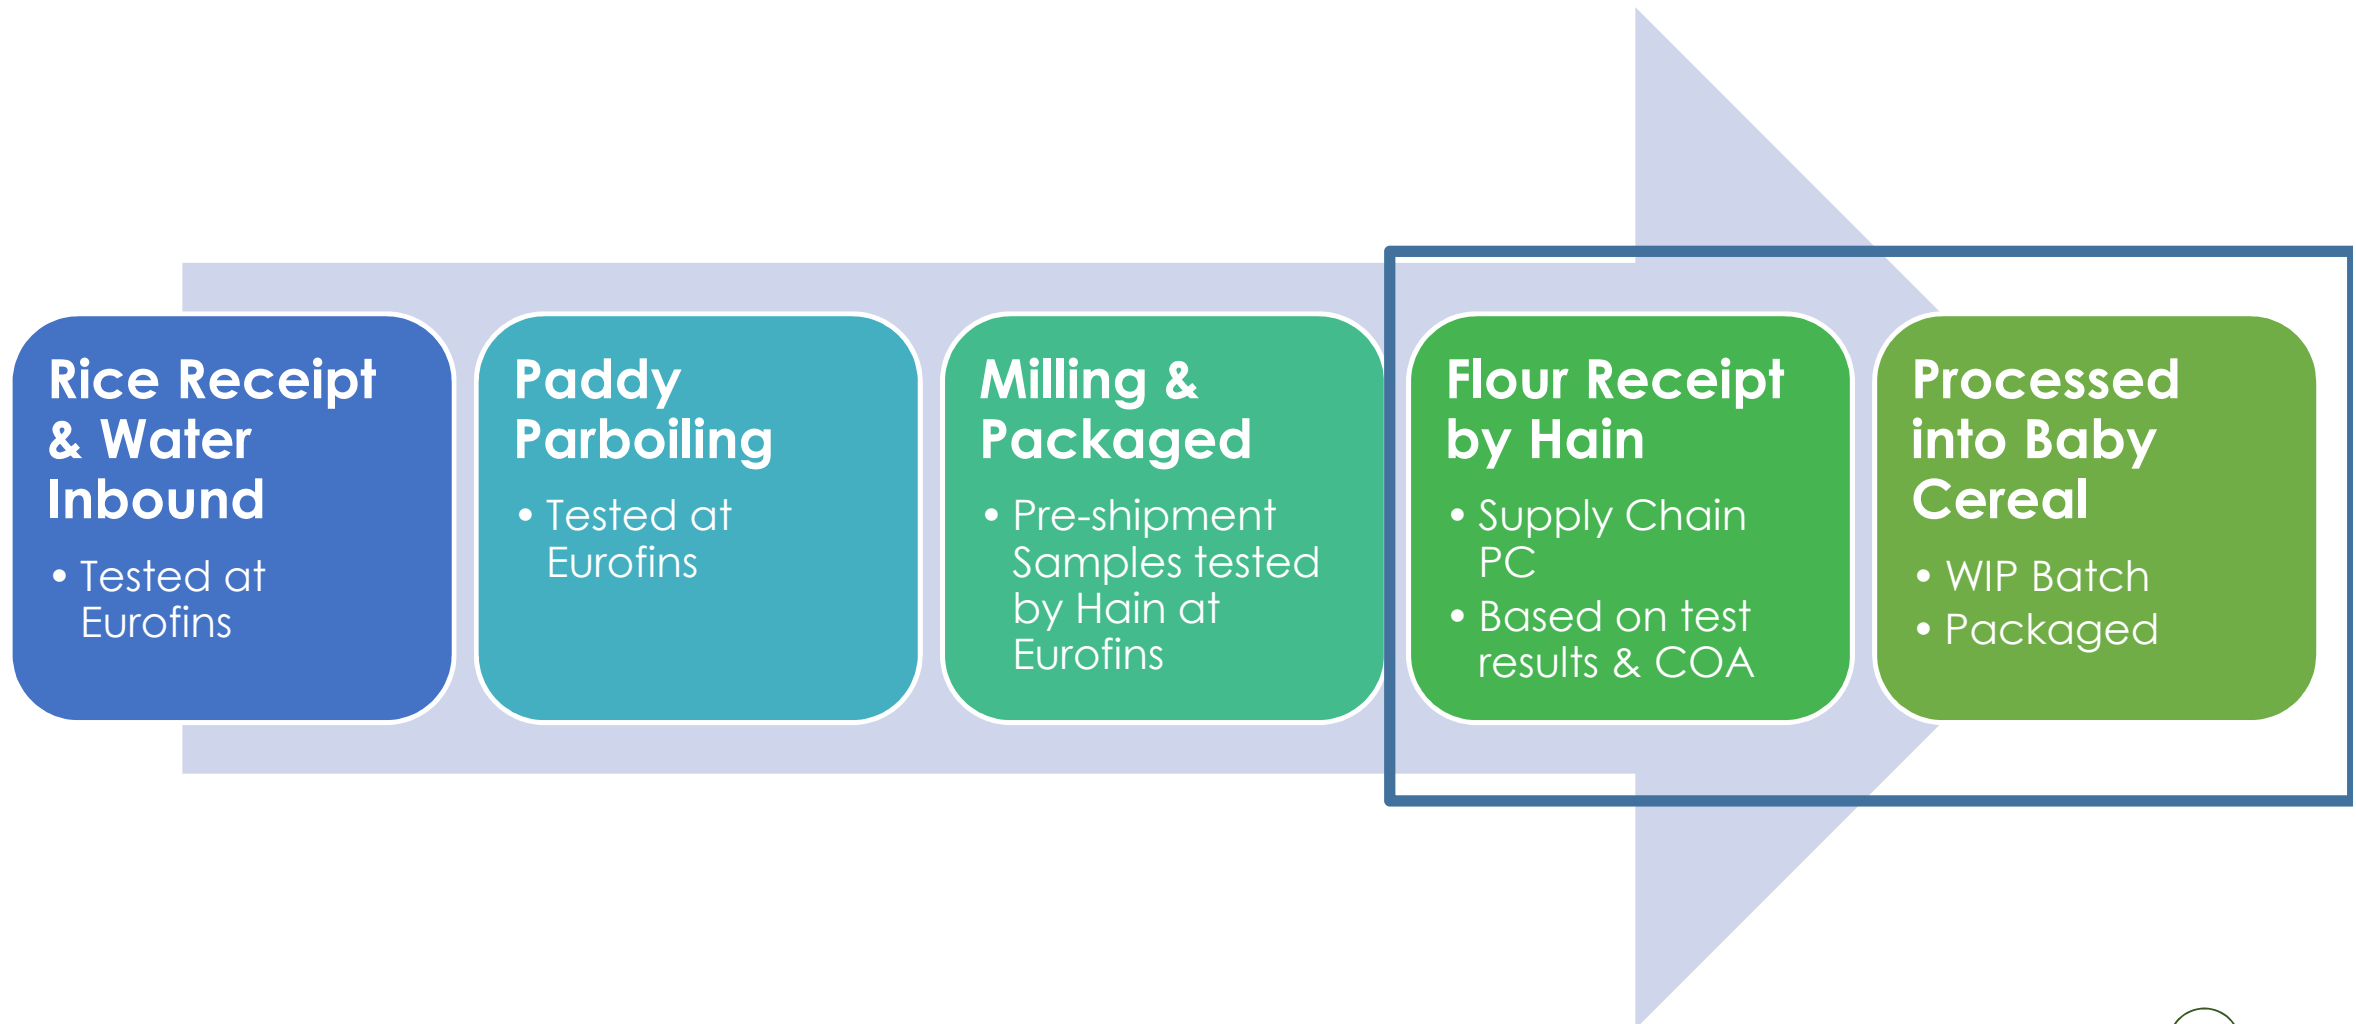 Rice Receipt
& Water
Inbound
• Tested at
Eurofins
Paddy
Parboiling
• Tested at
Eurofins
Milling &
Packaged
• Pre-shipment
Samples tested
by Hain at
Eurofins
Flour Receipt
by Hain
• Supply Chain
PC
• Based on test
results & COA
Processed
into Baby
Cereal
• WIP Batch
• Packaged